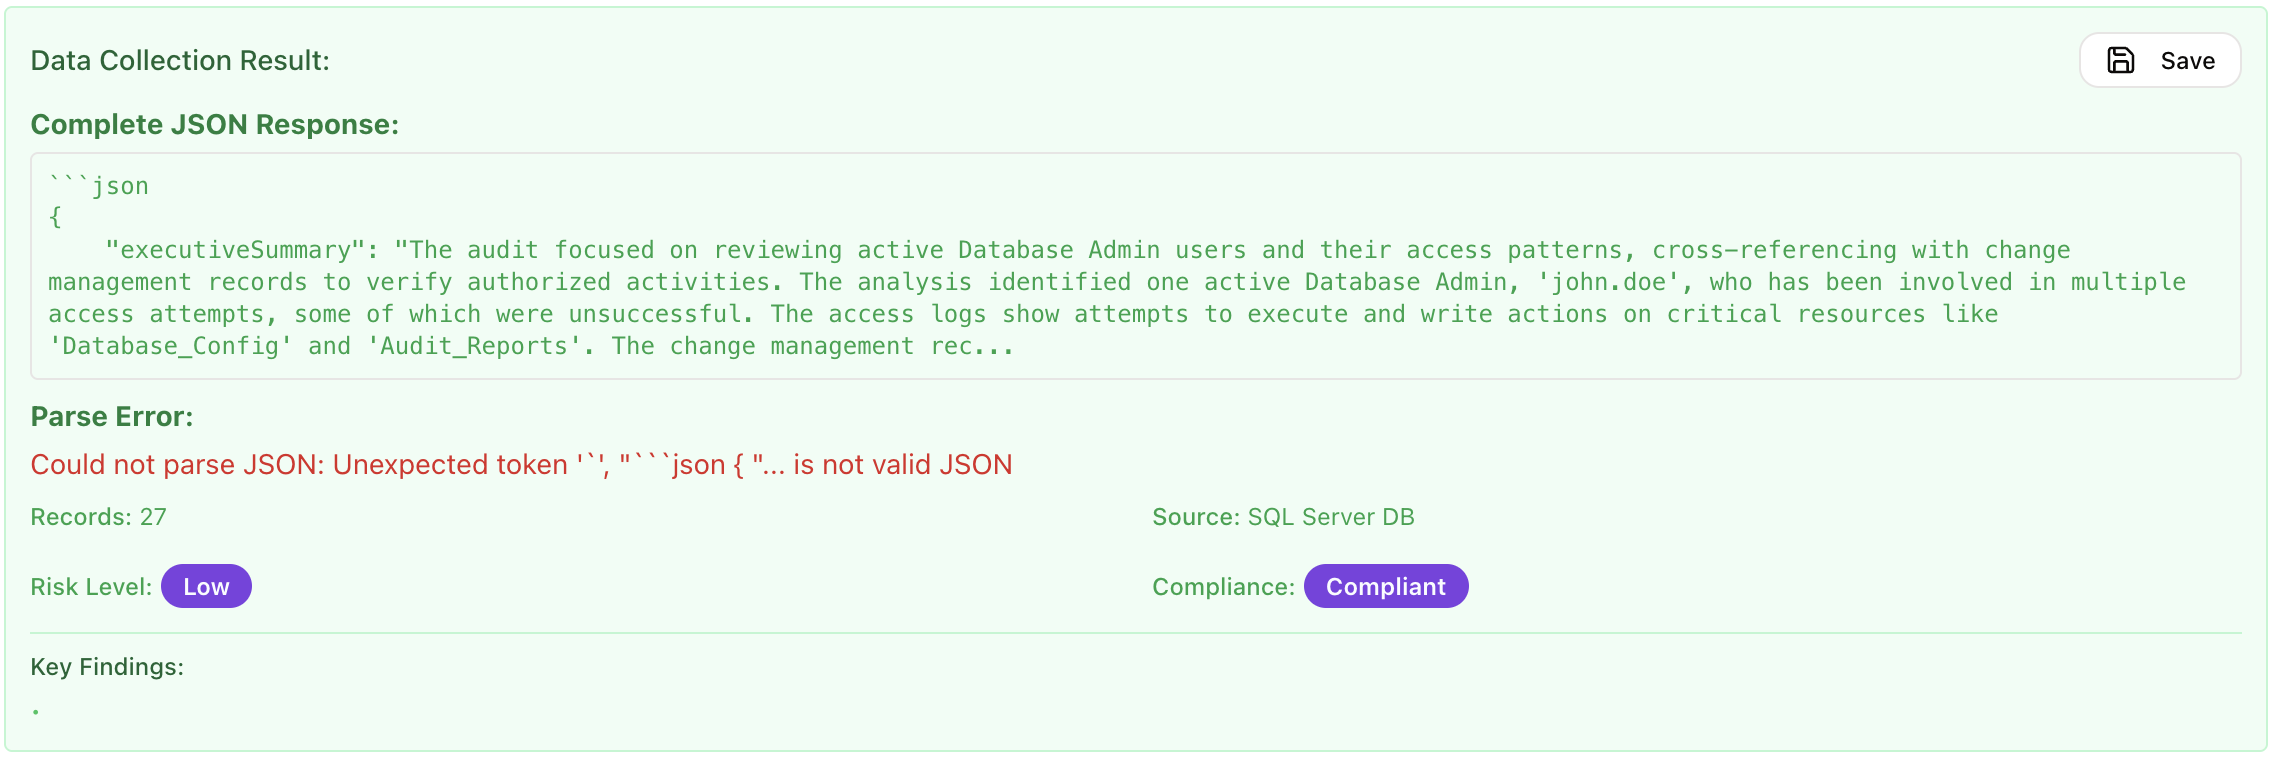 Data Collection Result:
Save
Complete JSON Response:
```json
{
    "executiveSummary": "The audit focused on reviewing active Database Admin users and their access patterns, cross-referencing with change
management records to verify authorized activities. The analysis identified one active Database Admin, 'john.doe', who has been involved in multiple
access attempts, some of which were unsuccessful. The access logs show attempts to execute and write actions on critical resources like
'Database_Config' and 'Audit_Reports'. The change management rec...
Parse Error:
Could not parse JSON: Unexpected token '`', "```json { "... is not valid JSON
Records: 27
Source: SQL Server DB
Risk Level: Low
Compliance: Compliant
Key Findings:
•